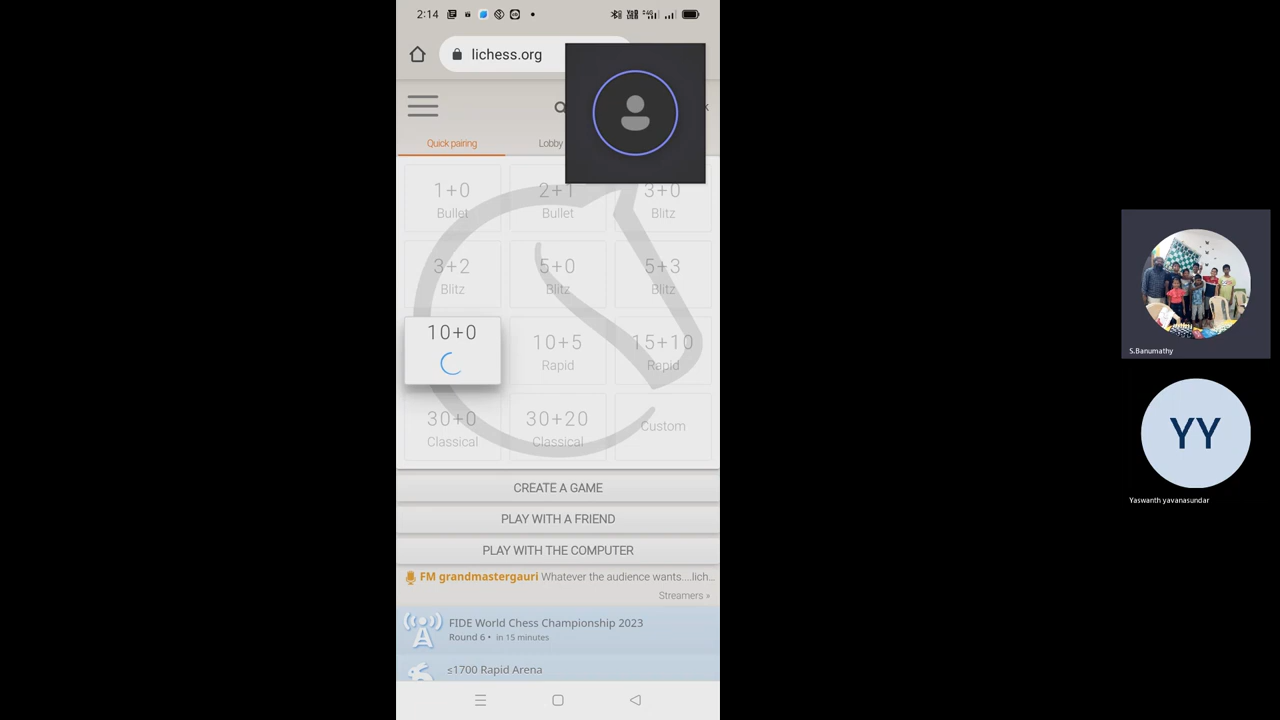 2:14
lichess.org
Quick pairing
Lobby
1+0
Bullet
2+1
Bullet
3+0
Blitz
3+2
Blitz
5+0
Blitz
5+3
Blitz
10+0
10+5
Rapid
15+10
Rapid
30+0
Classical
30+20
Classical
Custom
CREATE A GAME
PLAY WITH A FRIEND
PLAY WITH THE COMPUTER
FM grandmastergauri Whatever the audience wants....lich...
Streamers »
FIDE World Chess Championship 2023
Round 6 • in 15 minutes
≤1700 Rapid Arena
S.Banumathy
YY
Yaswanth yavanasundar